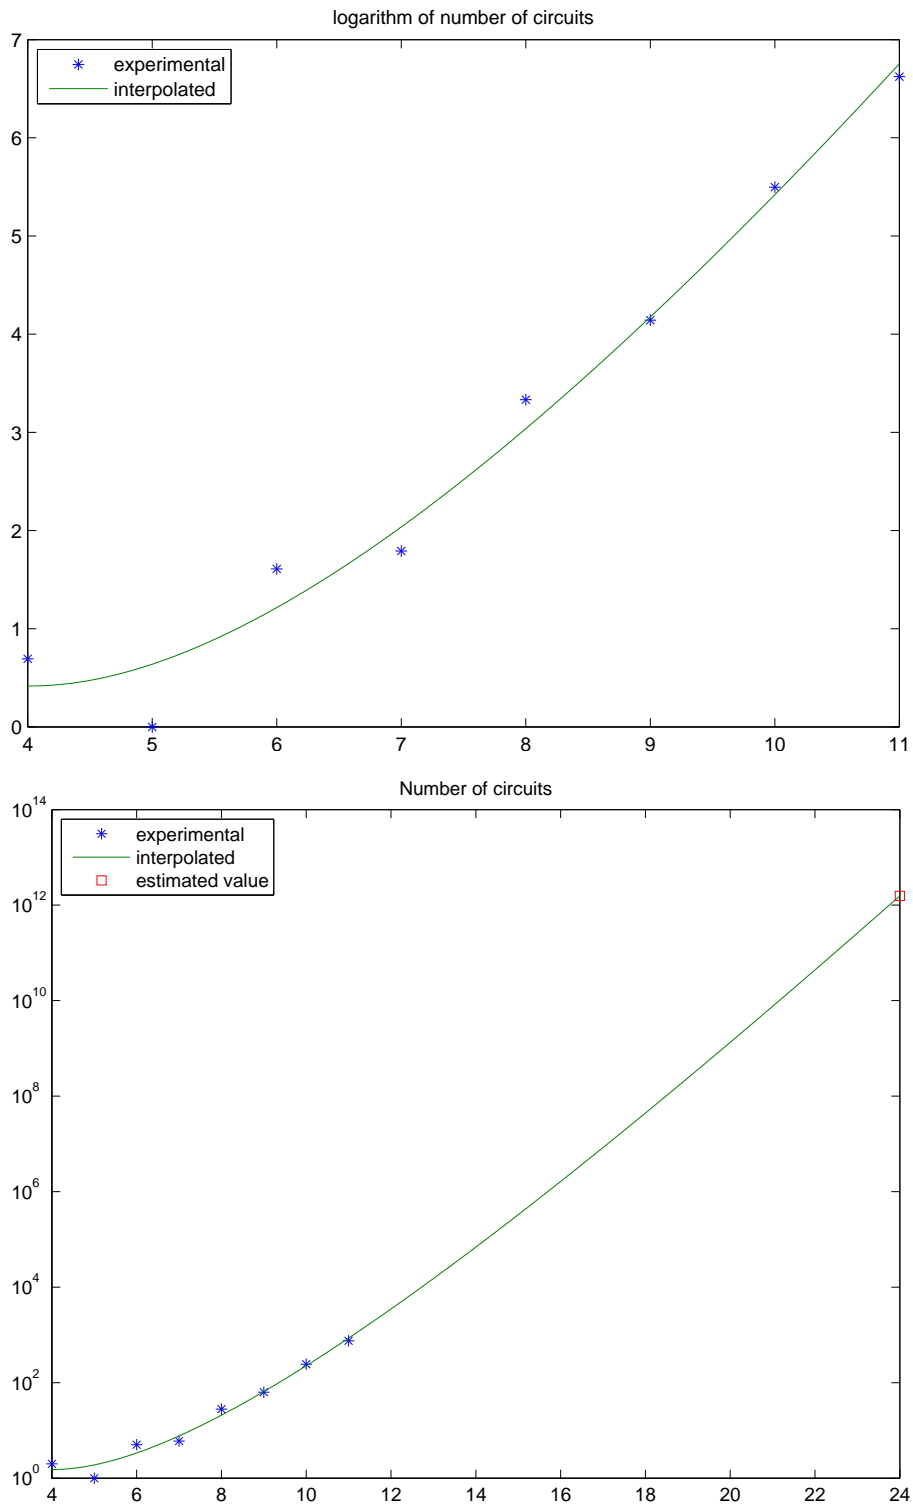 logarithm of number of circuits
7
experimental
interpolated
6
5
4
3
2
1
0
4 5 6 7 8 9 10 11
Number of circuits
10^14
experimental
interpolated
estimated value
10^12
10^10
10^8
10^6
10^4
10^2
10^0
4 6 8 10 12 14 16 18 20 22 24